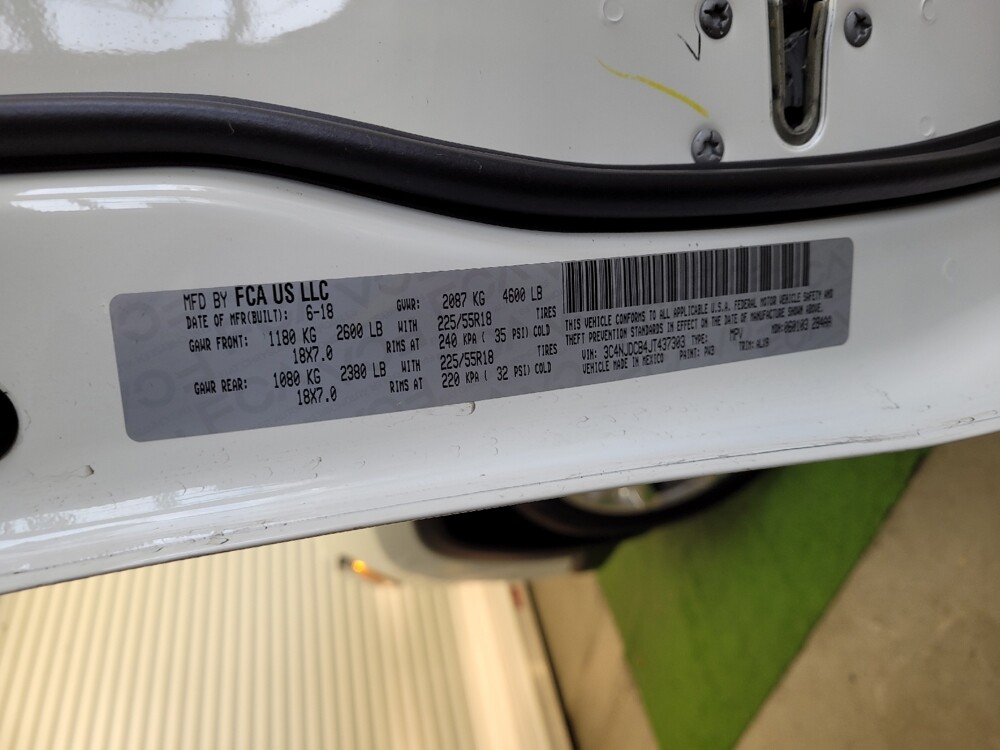 MFD BY FCA US LLC
DATE OF MFR(BUILT): 6-18
GVWR: 2087 KG 4600 LB
GAWR FRONT: 1180 KG 2600 LB WITH 225/55R18 TIRES
18X7.0 RIMS AT 240 KPA ( 35 PSI) COLD
GAWR REAR: 1080 KG 2380 LB WITH 225/55R18 TIRES
18X7.0 RIMS AT 220 KPA ( 32 PSI) COLD
THIS VEHICLE CONFORMS TO ALL APPLICABLE U.S.A. FEDERAL MOTOR VEHICLE SAFETY AND
THEFT PREVENTION STANDARDS IN EFFECT ON THE DATE OF MANUFACTURE SHOWN ABOVE.
VIN: 3C4NJDCB4JT437303 TYPE: MPV MDH: 060103 284AA
VEHICLE MADE IN MEXICO PAINT: PW3 TRIM: